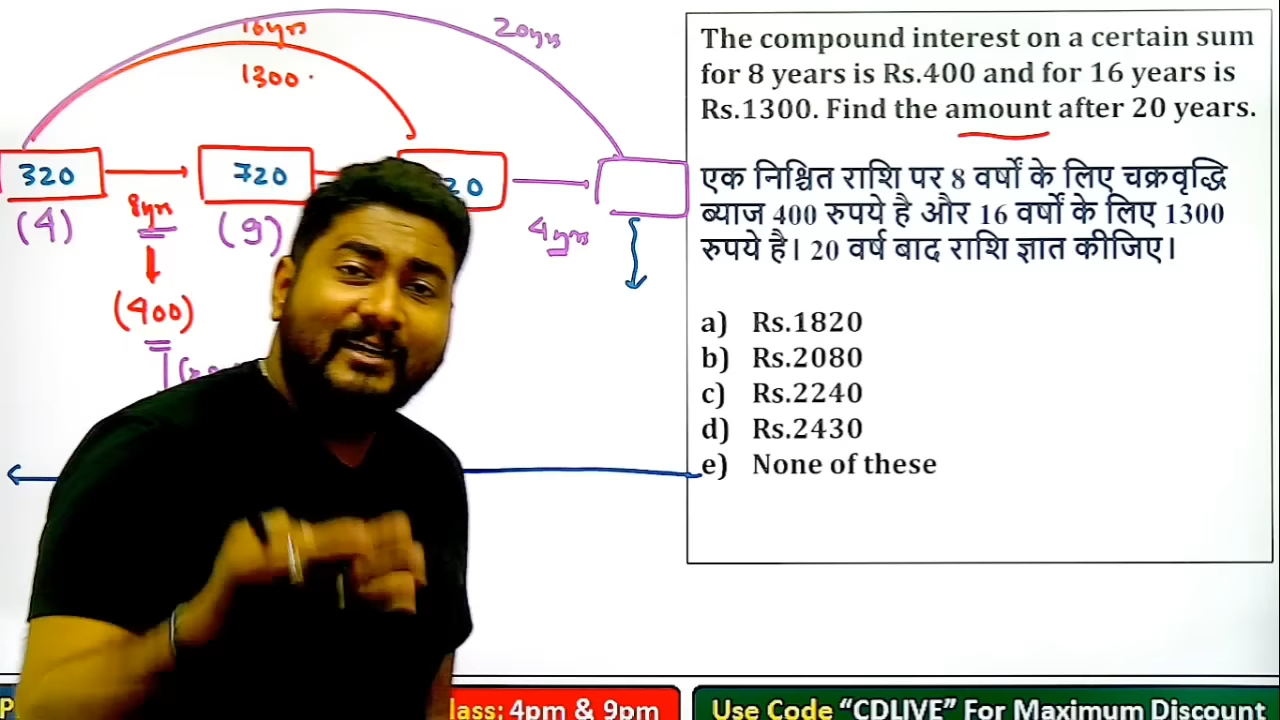 16yrs
20yrs
1300
320
720
20
8yrs
4yrs
(4)
(9)
(400)
The compound interest on a certain sum
for 8 years is Rs.400 and for 16 years is
Rs.1300. Find the amount after 20 years.
एक निश्चित राशि पर 8 वर्षों के लिए चक्रवृद्धि
ब्याज 400 रुपये है और 16 वर्षों के लिए 1300
रुपये है। 20 वर्ष बाद राशि ज्ञात कीजिए।
a) Rs.1820
b) Rs.2080
c) Rs.2240
d) Rs.2430
e) None of these
lass: 4pm & 9pm
Use Code “CDLIVE” For Maximum Discount